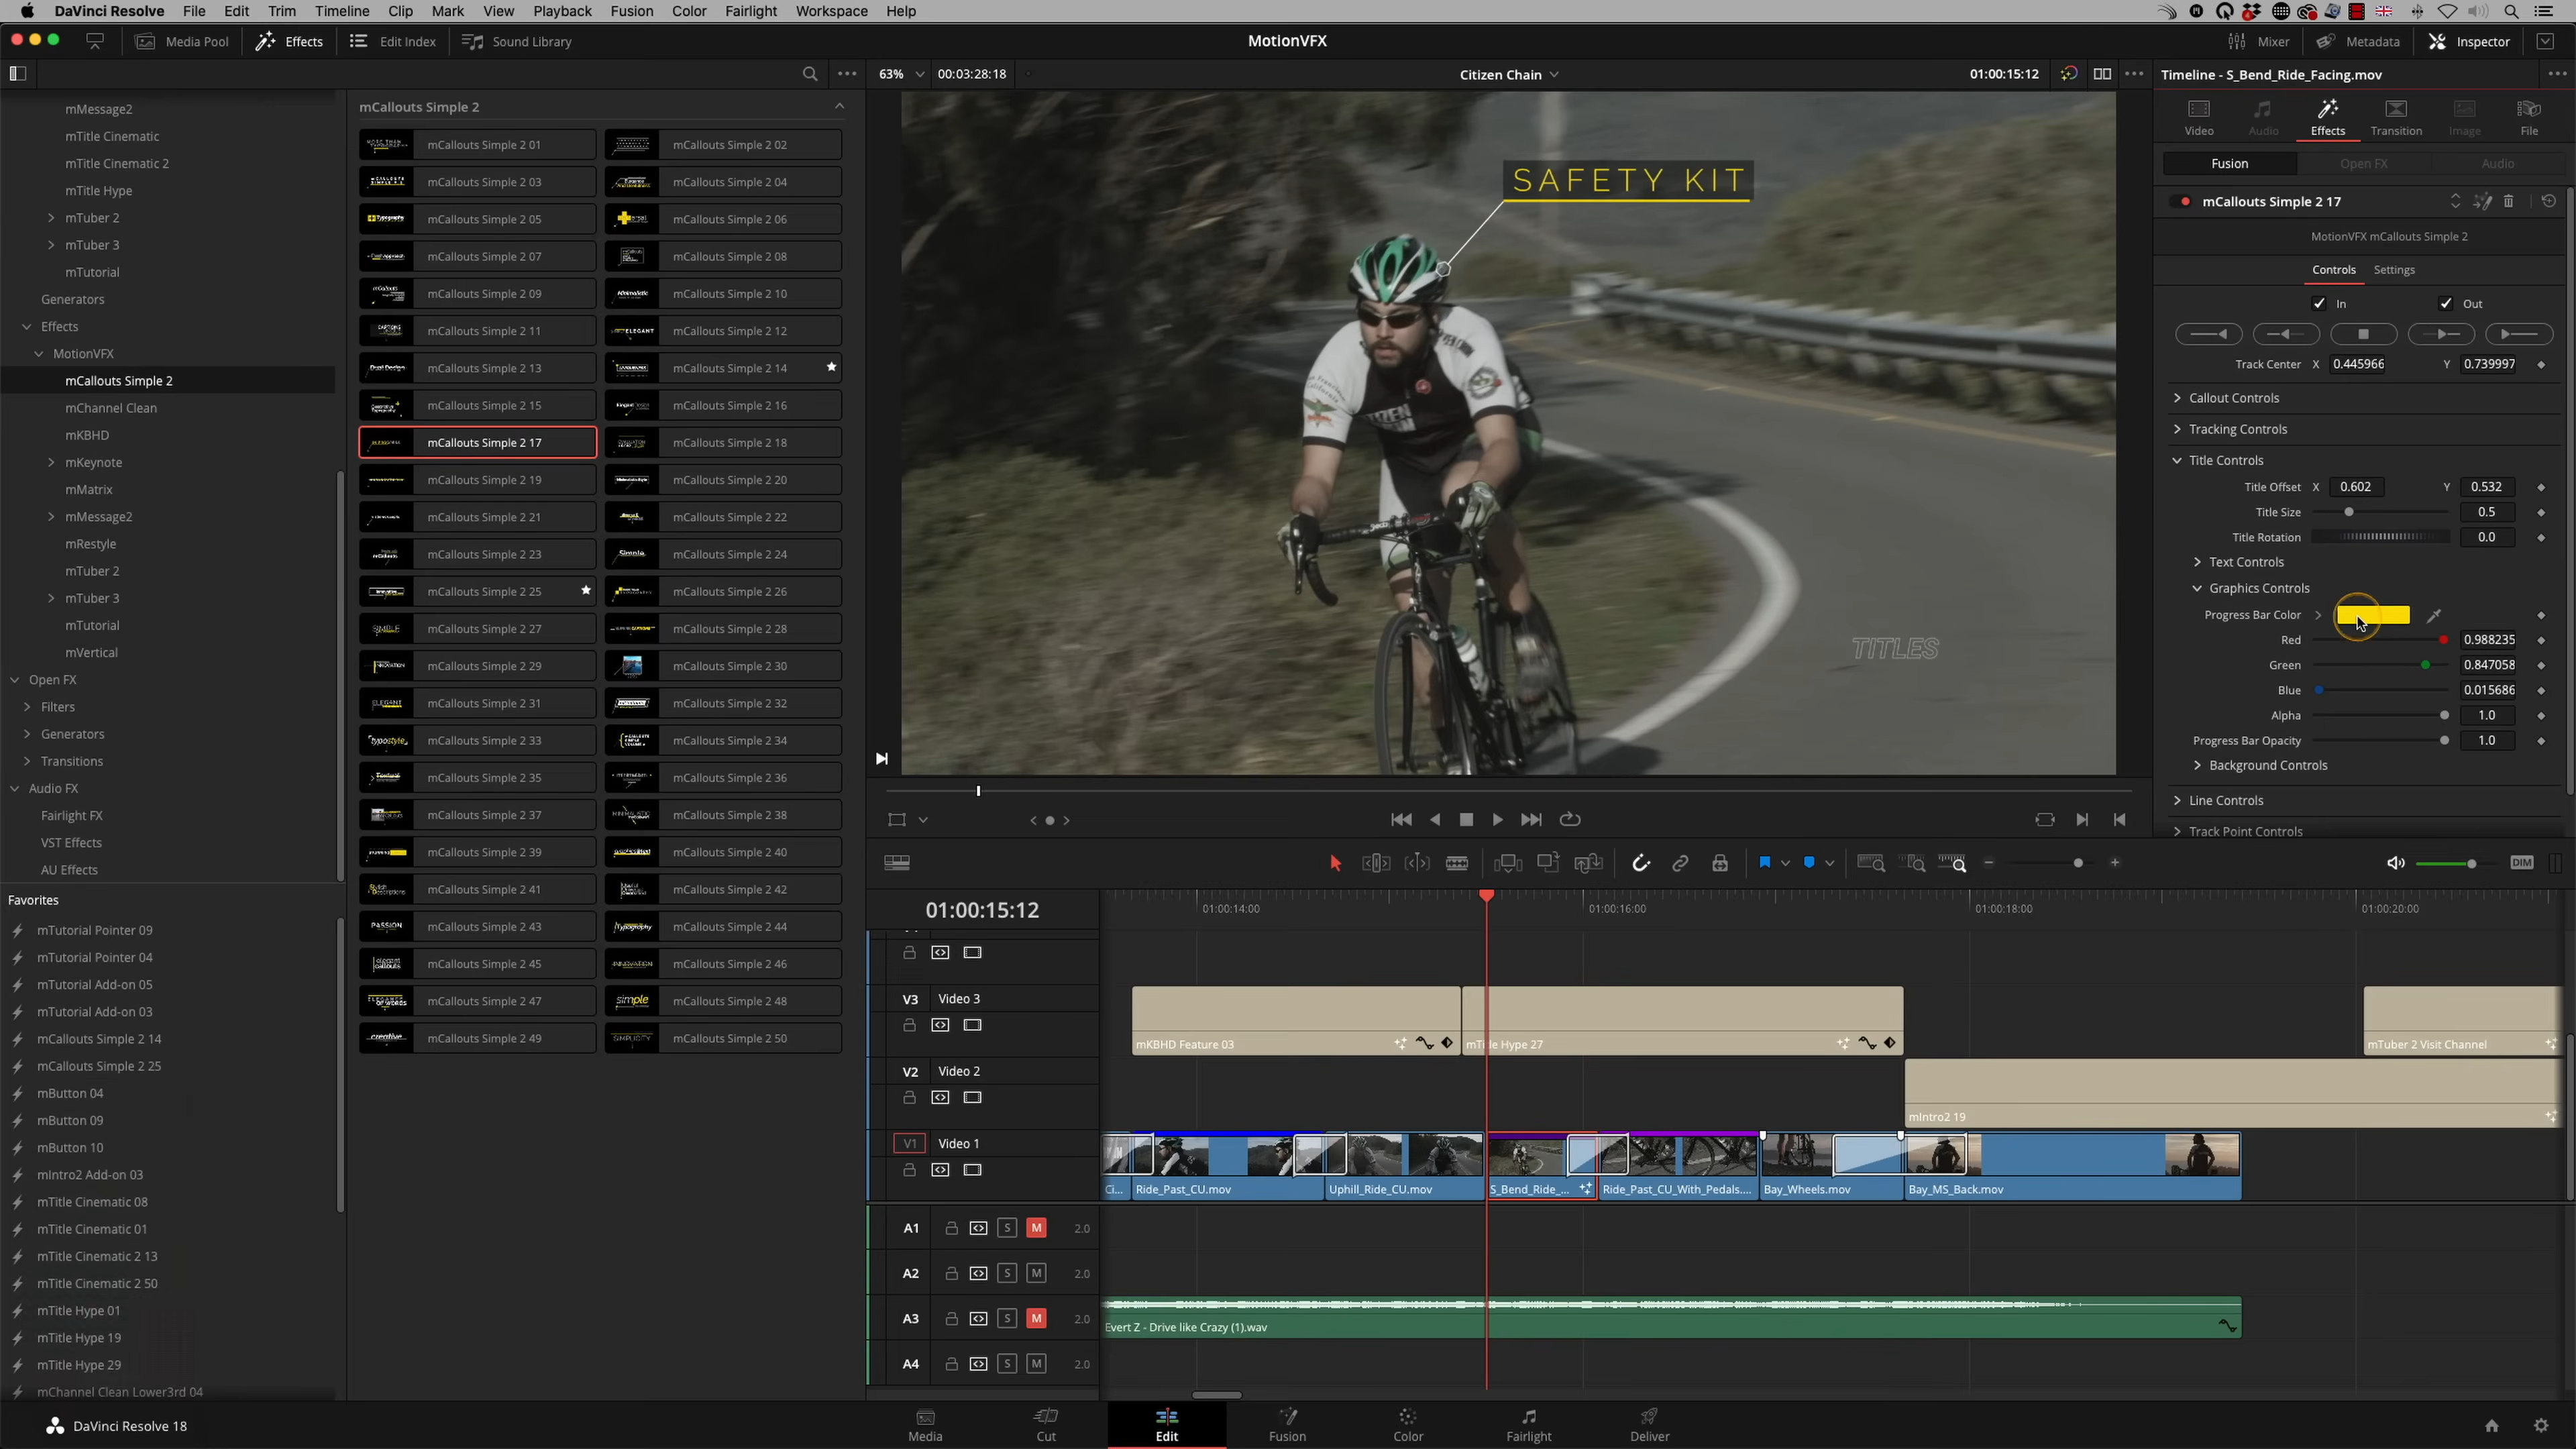 DaVinci Resolve File Edit Trim Timeline Clip Mark View Playback Fusion Color Fairlight Workspace Help
Media Pool Effects Edit Index Sound Library MotionVFX Mixer Metadata Inspector
63% 00:03:28:18 Citizen Chain 01:00:15:12 Timeline - S_Bend_Ride_Facing.mov
mMessage2
mTitle Cinematic
mTitle Cinematic 2
mTitle Hype
mTuber 2
mTuber 3
mTutorial
Generators
Effects
MotionVFX
mCallouts Simple 2
mChannel Clean
mKBHD
mKeynote
mMatrix
mMessage2
mRestyle
mTuber 2
mTuber 3
mTutorial
mVertical
Open FX
Filters
Generators
Transitions
Audio FX
Fairlight FX
VST Effects
AU Effects
Favorites
mTutorial Pointer 09
mTutorial Pointer 04
mTutorial Add-on 05
mTutorial Add-on 03
mCallouts Simple 2 14
mCallouts Simple 2 25
mButton 04
mButton 09
mButton 10
mIntro2 Add-on 03
mTitle Cinematic 08
mTitle Cinematic 01
mTitle Cinematic 2 13
mTitle Cinematic 2 50
mTitle Hype 01
mTitle Hype 19
mTitle Hype 29
mChannel Clean Lower3rd 04
DaVinci Resolve 18
mCallouts Simple 2
mCallouts Simple 2 01 mCallouts Simple 2 02
mCallouts Simple 2 03 mCallouts Simple 2 04
mCallouts Simple 2 05 mCallouts Simple 2 06
mCallouts Simple 2 07 mCallouts Simple 2 08
mCallouts Simple 2 09 mCallouts Simple 2 10
mCallouts Simple 2 11 mCallouts Simple 2 12
mCallouts Simple 2 13 mCallouts Simple 2 14
mCallouts Simple 2 15 mCallouts Simple 2 16
mCallouts Simple 2 17 mCallouts Simple 2 18
mCallouts Simple 2 19 mCallouts Simple 2 20
mCallouts Simple 2 21 mCallouts Simple 2 22
mCallouts Simple 2 23 mCallouts Simple 2 24
mCallouts Simple 2 25 mCallouts Simple 2 26
mCallouts Simple 2 27 mCallouts Simple 2 28
mCallouts Simple 2 29 mCallouts Simple 2 30
mCallouts Simple 2 31 mCallouts Simple 2 32
mCallouts Simple 2 33 mCallouts Simple 2 34
mCallouts Simple 2 35 mCallouts Simple 2 36
mCallouts Simple 2 37 mCallouts Simple 2 38
mCallouts Simple 2 39 mCallouts Simple 2 40
mCallouts Simple 2 41 mCallouts Simple 2 42
mCallouts Simple 2 43 mCallouts Simple 2 44
mCallouts Simple 2 45 mCallouts Simple 2 46
mCallouts Simple 2 47 mCallouts Simple 2 48
mCallouts Simple 2 49 mCallouts Simple 2 50
SAFETY KIT
TITLES
Video Audio Effects Transition Image File
Fusion Open FX Audio
mCallouts Simple 2 17
MotionVFX mCallouts Simple 2
Controls Settings
In Out
Track Center X 0.445966 Y 0.739997
Callout Controls
Tracking Controls
Title Controls
Title Offset X 0.602 Y 0.532
Title Size 0.5
Title Rotation 0.0
Text Controls
Graphics Controls
Progress Bar Color
Red 0.988235
Green 0.847058
Blue 0.015686
Alpha 1.0
Progress Bar Opacity 1.0
Background Controls
Line Controls
Track Point Controls
DIM
01:00:15:12 01:00:14:00 01:00:16:00 01:00:18:00 01:00:20:00
V3 Video 3
mKBHD Feature 03 mTitle Hype 27 mTuber 2 Visit Channel
V2 Video 2
mIntro2 19
V1 Video 1
Ci... Ride_Past_CU.mov Uphill_Ride_CU.mov S_Bend_Ride_... Ride_Past_CU_With_Pedals.... Bay_Wheels.mov Bay_MS_Back.mov
A1 S M 2.0
A2 S M 2.0
A3 S M 2.0
Evert Z - Drive like Crazy (1).wav
A4 S M 2.0
Media Cut Edit Fusion Color Fairlight Deliver